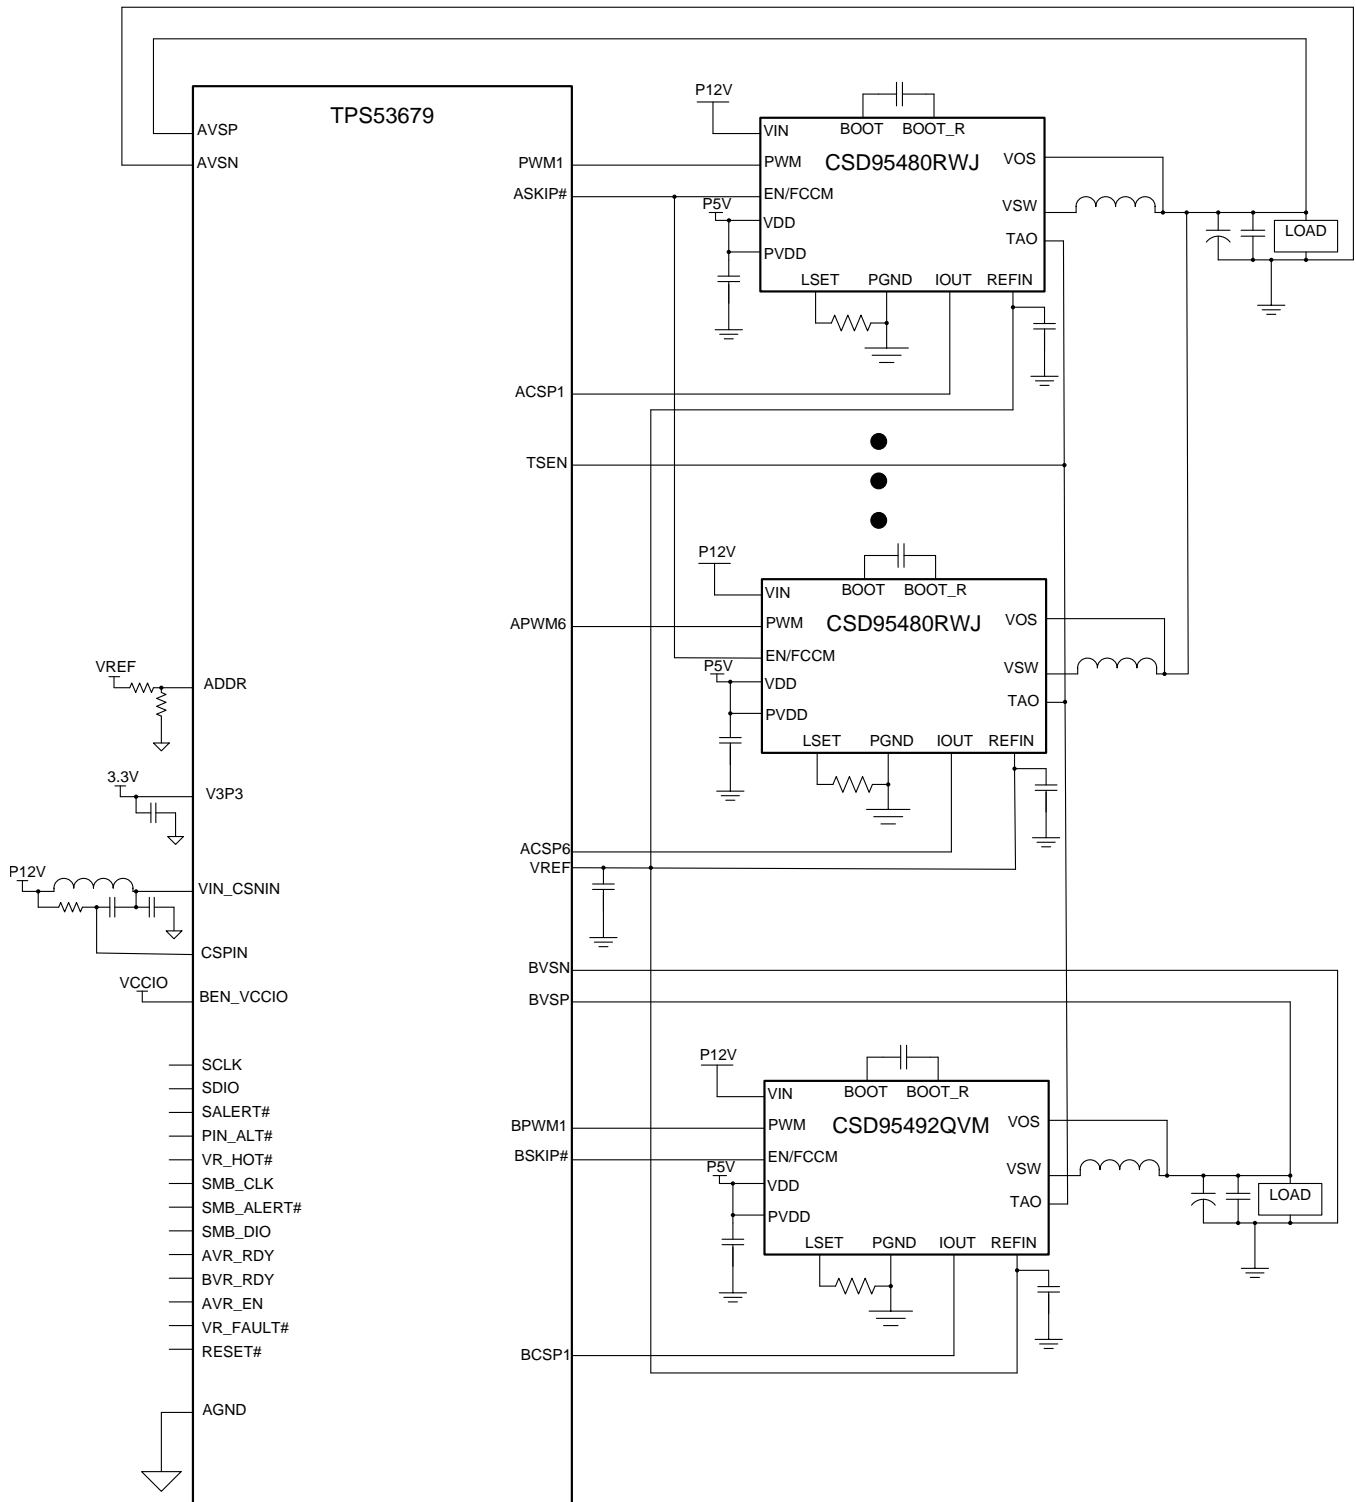 TPS53679
AVSP
AVSN
PWM1
ASKIP#
ACSP1
TSEN
APWM6
VREF
ADDR
3.3V
V3P3
ACSP6
VREF
P12V
VIN_CSNIN
CSPIN
VCCIO
BEN_VCCIO
BVSN
BVSP
SCLK
SDIO
SALERT#
PIN_ALT#
VR_HOT#
SMB_CLK
SMB_ALERT#
SMB_DIO
AVR_RDY
BVR_RDY
AVR_EN
VR_FAULT#
RESET#
AGND
BPWM1
BSKIP#
BCSP1
P12V
VIN
BOOT
BOOT_R
PWM
CSD95480RWJ
VOS
EN/FCCM
P5V
VDD
VSW
PVDD
TAO
LSET
PGND
IOUT
REFIN
LOAD
P12V
VIN
BOOT
BOOT_R
PWM
CSD95480RWJ
VOS
EN/FCCM
P5V
VDD
VSW
PVDD
TAO
LSET
PGND
IOUT
REFIN
P12V
VIN
BOOT
BOOT_R
PWM
CSD95492QVM
VOS
EN/FCCM
P5V
VDD
VSW
PVDD
TAO
LSET
PGND
IOUT
REFIN
LOAD